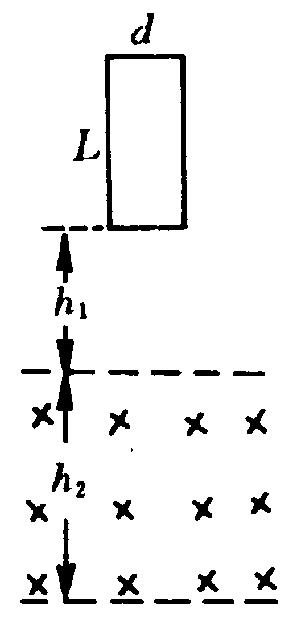 d
L
h₁
h₂
× × × ×
× × × ×
× × × ×